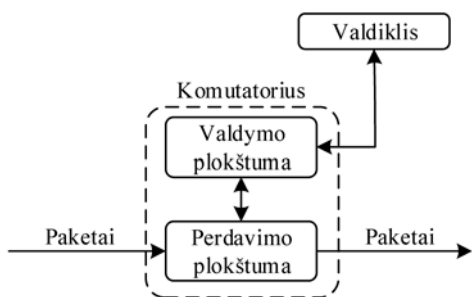 Valdiklis
Komutatorius
Valdymo
plokštuma
Paketai
Perdavimo
plokštuma
Paketai